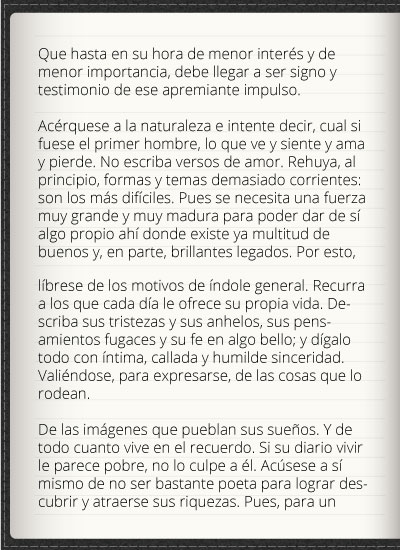 Que hasta en su hora de menor interés y de
menor importancia, debe llegar a ser signo y
testimonio de ese apremiante impulso.
Acérquese a la naturaleza e intente decir, cual si
fuese el primer hombre, lo que ve y siente y ama
y pierde. No escriba versos de amor. Rehuya, al
principio, formas y temas demasiado corrientes:
son los más difíciles. Pues se necesita una fuerza
muy grande y muy madura para poder dar de sí
algo propio ahí donde existe ya multitud de
buenos y, en parte, brillantes legados. Por esto,
líbrese de los motivos de índole general. Recurra
a los que cada día le ofrece su propia vida. De-
scriba sus tristezas y sus anhelos, sus pens-
amientos fugaces y su fe en algo bello; y dígalo
todo con íntima, callada y humilde sinceridad.
Valiéndose, para expresarse, de las cosas que lo
rodean.
De las imágenes que pueblan sus sueños. Y de
todo cuanto vive en el recuerdo. Si su diario vivir
le parece pobre, no lo culpe a él. Acúsese a sí
mismo de no ser bastante poeta para lograr des-
cubrir y atraerse sus riquezas. Pues, para un